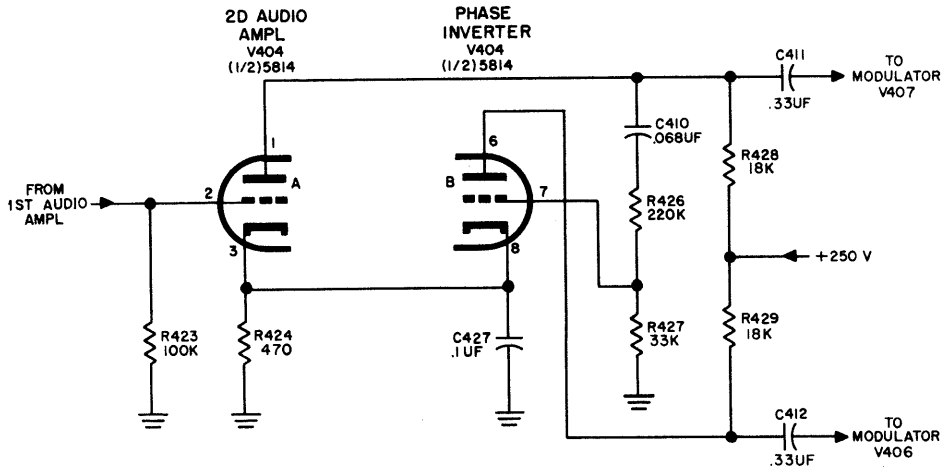 2D AUDIO
AMPL
V404
(1/2)5814
PHASE
INVERTER
V404
(1/2)5814
C411
.33UF
TO
MODULATOR
V407
1
A
2
3
6
B
7
8
C410
.068UF
R428
18K
FROM
1ST AUDIO
AMPL
R426
220K
+250 V
R423
100K
R424
470
C427
.1UF
R427
33K
R429
18K
C412
.33UF
TO
MODULATOR
V406